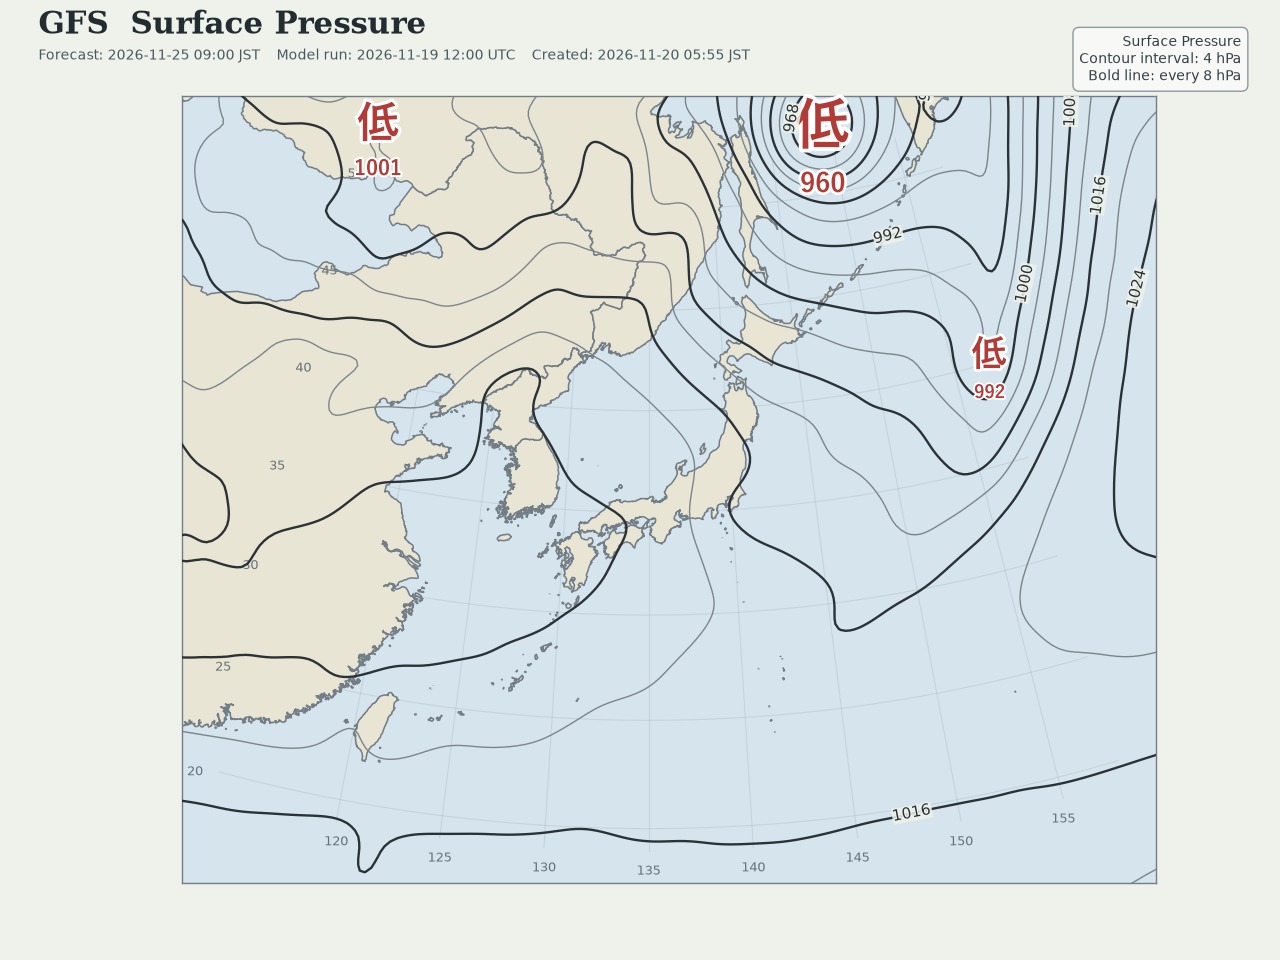 GFS Surface Pressure
Forecast: 2026-11-25 09:00 JST Model run: 2026-11-19 12:00 UTC Created: 2026-11-20 05:55 JST
Surface Pressure
Contour interval: 4 hPa
Bold line: every 8 hPa
低
1001
968
低
960
1016
992
45
1000
1024
低
992
40
35
30
25
20
1016
120
125
130
135
140
145
150
155